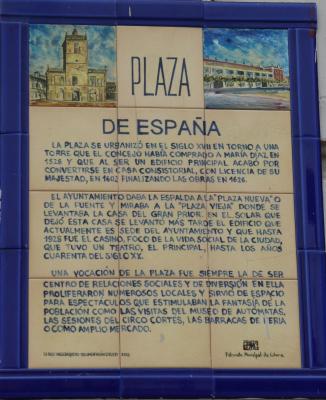 PLAZA
DE ESPAÑA
LA PLAZA SE URBANIZÓ EN EL SIGLO XVII EN TORNO A UNA
TORRE QUE EL CONCEJO HABÍA COMPRADO A MARÍA DÍAZ, EN
1528 Y QUE AL SER UN EDIFICIO PRINCIPAL ACABÓ POR
CONVERTIRSE EN CASA CONSISTORIAL, CON LICENCIA DE SU
MAJESTAD, EN 1602 FINALIZANDO LAS OBRAS EN 1626.
EL AYUNTAMIENTO DABA LA ESPALDA A LA "PLAZA NUEVA" O
DE LA FUENTE Y MIRABA A LA "PLAZA VIEJA" DONDE SE
LEVANTABA LA CASA DEL GRAN PRIOR. EN EL SOLAR QUE
DEJÓ ESTA CASA SE LEVANTÓ MÁS TARDE EL EDIFICIO QUE
ACTUALMENTE ES SEDE DEL AYUNTAMIENTO Y QUE HASTA
1928 FUE EL CASINO, FOCO DE LA VIDA SOCIAL DE LA CIUDAD,
QUE TUVO UN TEATRO, EL PRINCIPAL, HASTA LOS AÑOS
CUARENTA DEL SIGLO XX.
UNA VOCACIÓN DE LA PLAZA FUE SIEMPRE LA DE SER
CENTRO DE RELACIONES SOCIALES Y DE DIVERSIÓN EN ELLA
PROLIFERARON NUMEROSOS LOCALES Y SIRVIÓ DE ESPACIO
PARA ESPECTÁCULOS QUE ESTIMULABAN LA FANTASÍA DE LA
POBLACIÓN COMO LAS VISITAS DEL MUSEO DE AUTÓMATAS,
LAS SESIONES DEL CIRCO CORTÉS, LAS BARRACAS DE FERIA
O COMO AMPLIO MERCADO.
Patronato Municipal de Cultura